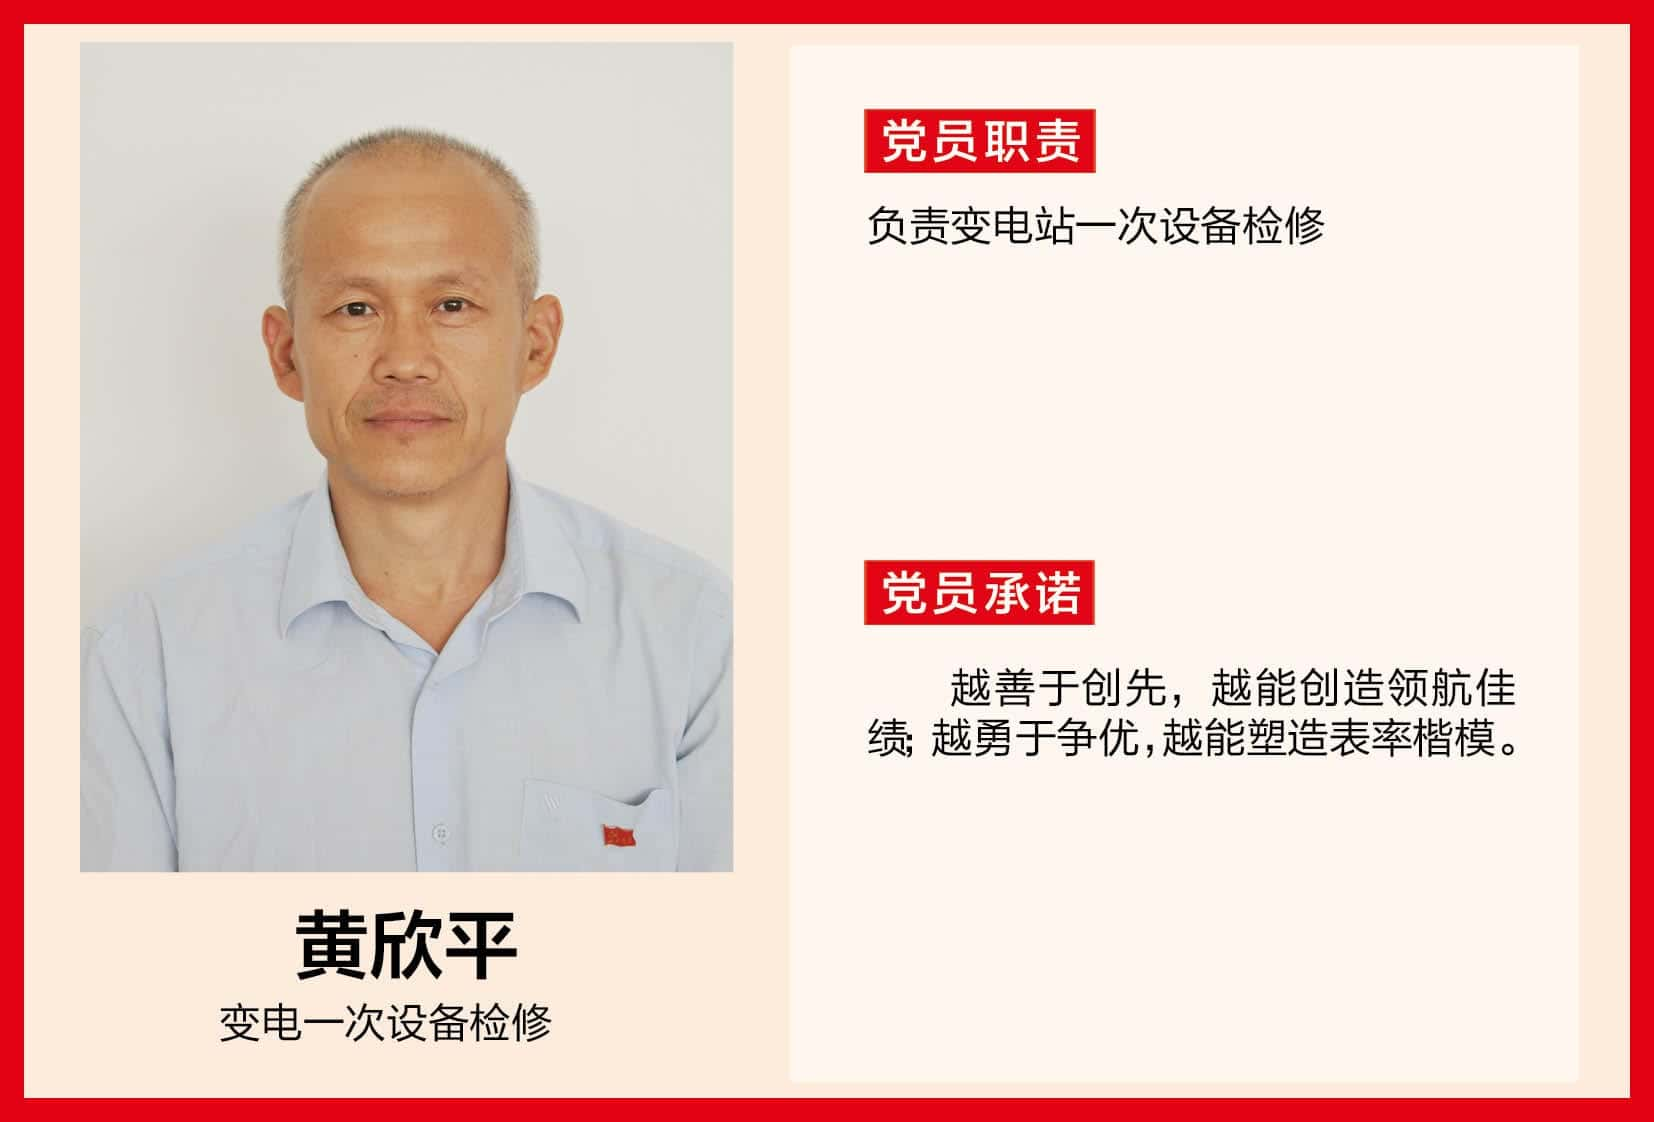 党员职责
负责变电站一次设备检修
党员承诺
越善于创先，越能创造领航佳
绩；越勇于争优，越能塑造表率楷模。
黄欣平
变电一次设备检修